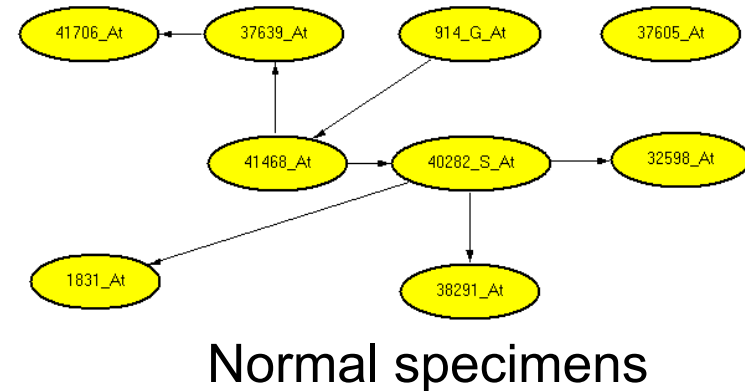 41706_At
37639_At
914_G_At
37605_At
41468_At
40282_S_At
32598_At
1831_At
38291_At
Normal specimens